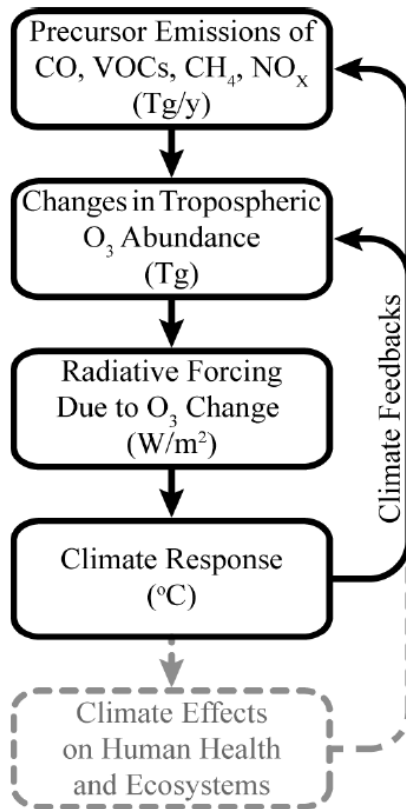 Precursor Emissions of
CO, VOCs, CH₄, NOₓ
(Tg/y)
Changes in Tropospheric
O₃ Abundance
(Tg)
Radiative Forcing
Due to O₃ Change
(W/m²)
Climate Response
(°C)
Climate Effects
on Human Health
and Ecosystems
Climate Feedbacks